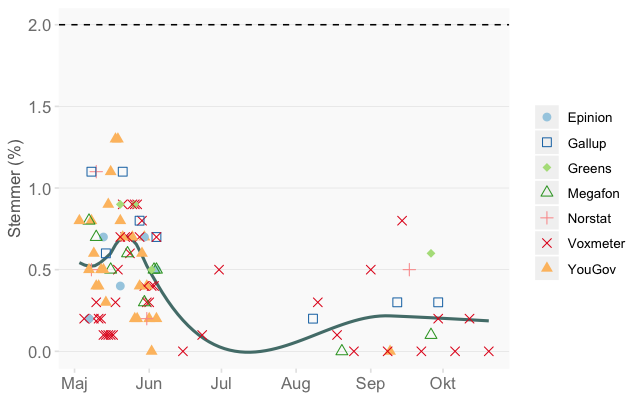 2.0
1.5
1.0
0.5
0.0
Stemmer (%)
Maj Jun Jul Aug Sep Okt
Epinion
Gallup
Greens
Megafon
Norstat
Voxmeter
YouGov